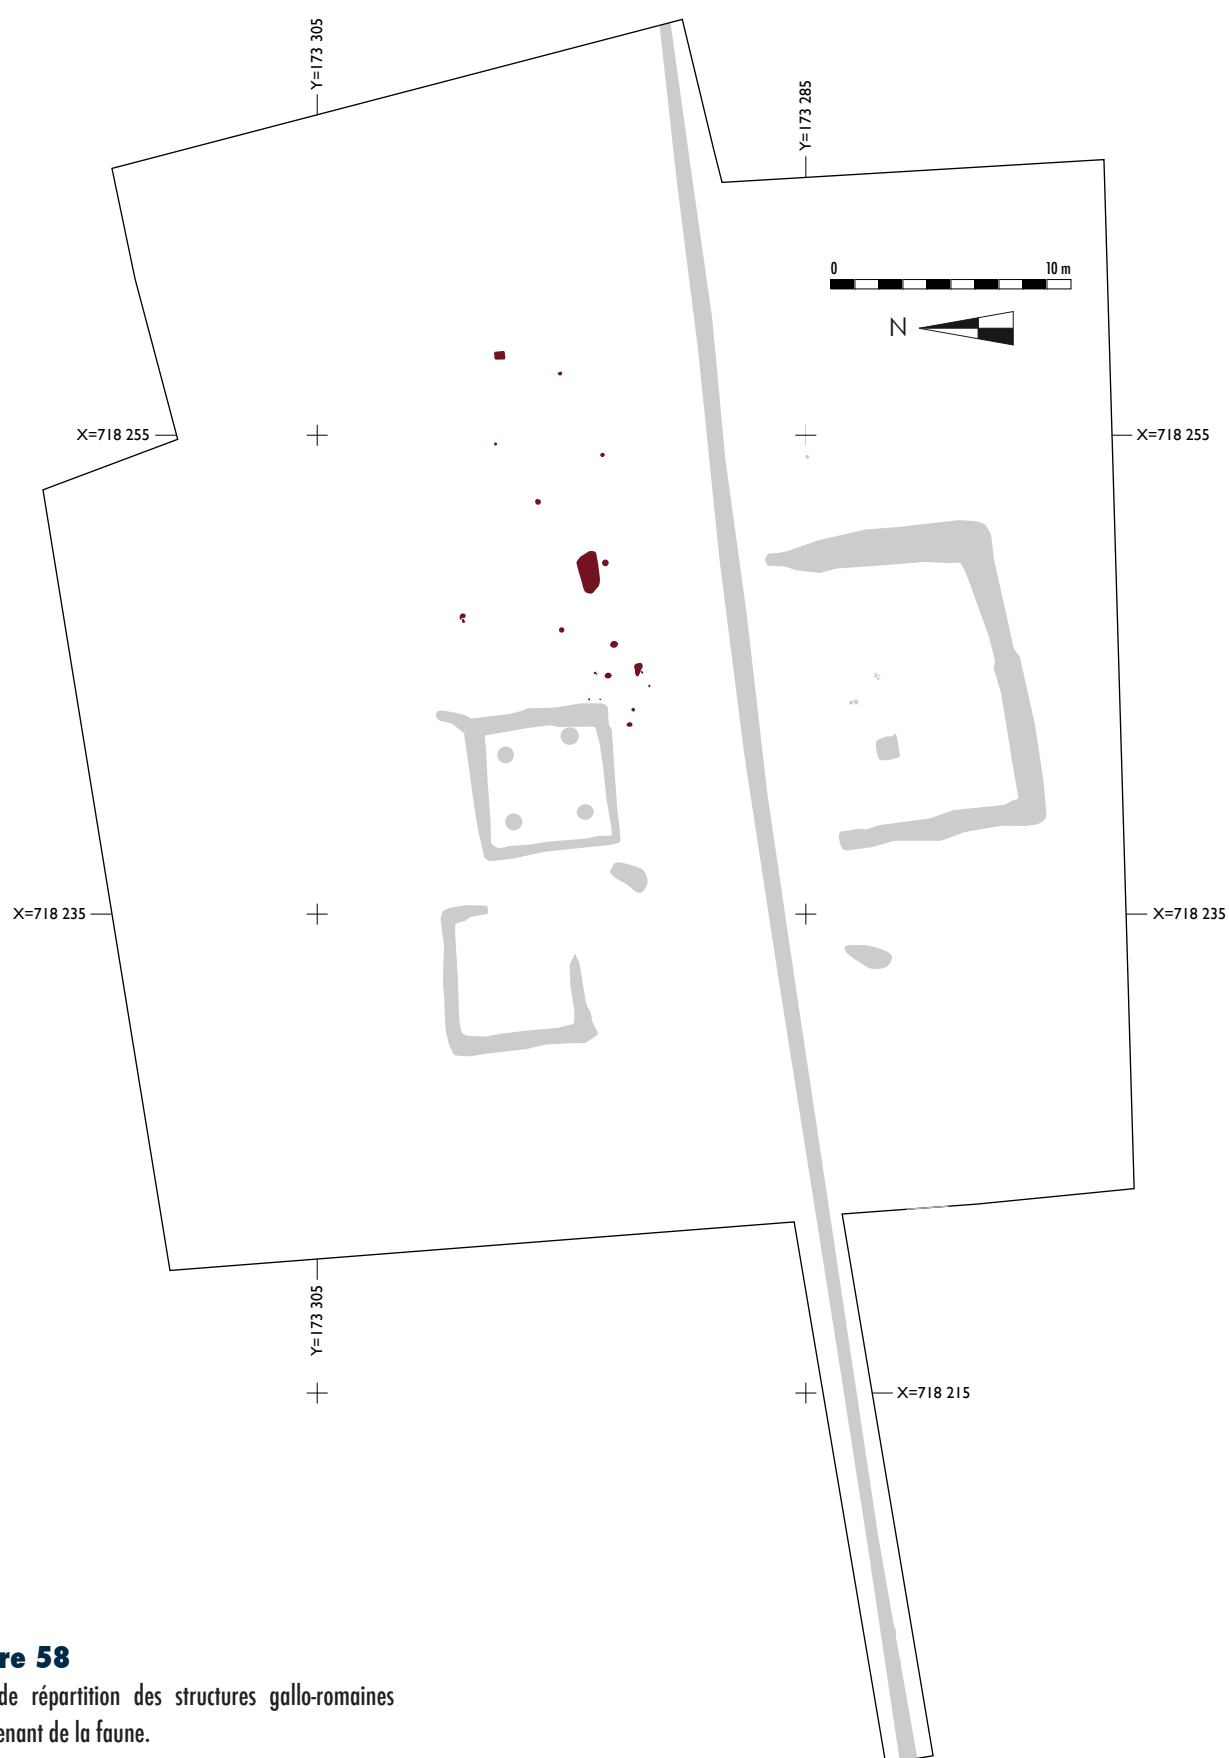 Y=173 305
Y=173 285
0 10 m
N
X=718 255
X=718 255
X=718 235
X=718 235
Y=173 305
X=718 215
re 58
de répartition des structures gallo-romaines
enant de la faune.